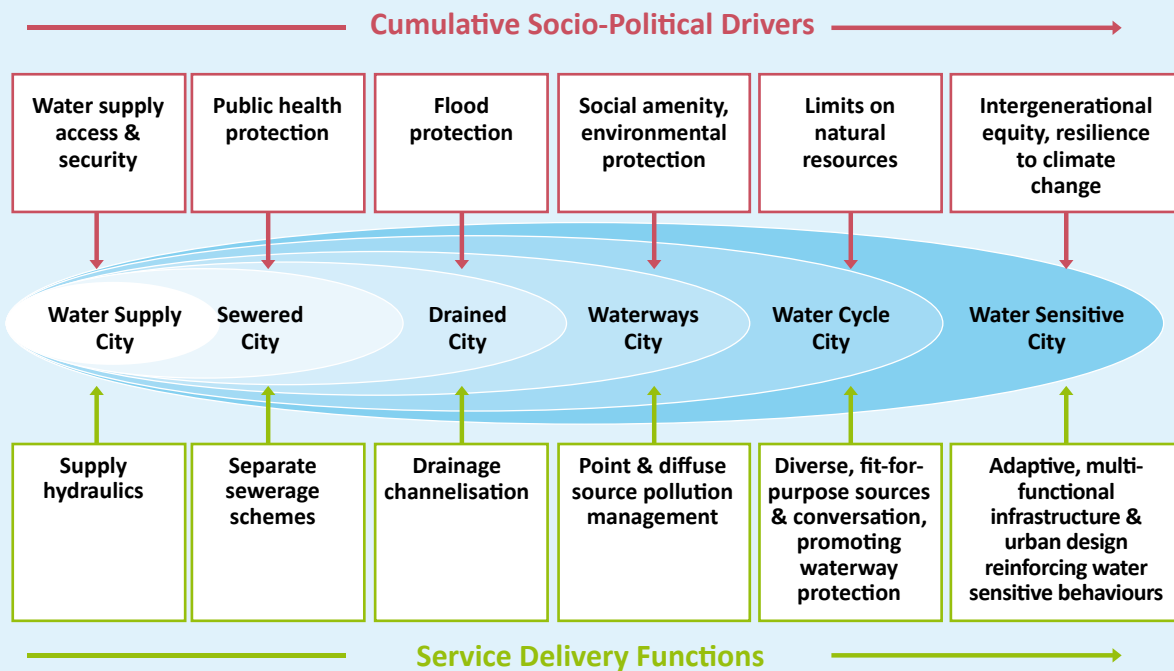 Cumulative Socio-Political Drivers
Water supply
access &
security
Public health
protection
Flood
protection
Social amenity,
environmental
protection
Limits on
natural
resources
Intergenerational
equity, resilience
to climate
change
Water Supply
City
Sewered
City
Drained
City
Waterways
City
Water Cycle
City
Water Sensitive
City
Supply
hydraulics
Separate
sewerage
schemes
Drainage
channelisation
Point & diffuse
source pollution
management
Diverse, fit-for-
purpose sources
& conversation,
promoting
waterway
protection
Adaptive, multi-
functional
infrastructure &
urban design
reinforcing water
sensitive behaviours
Service Delivery Functions